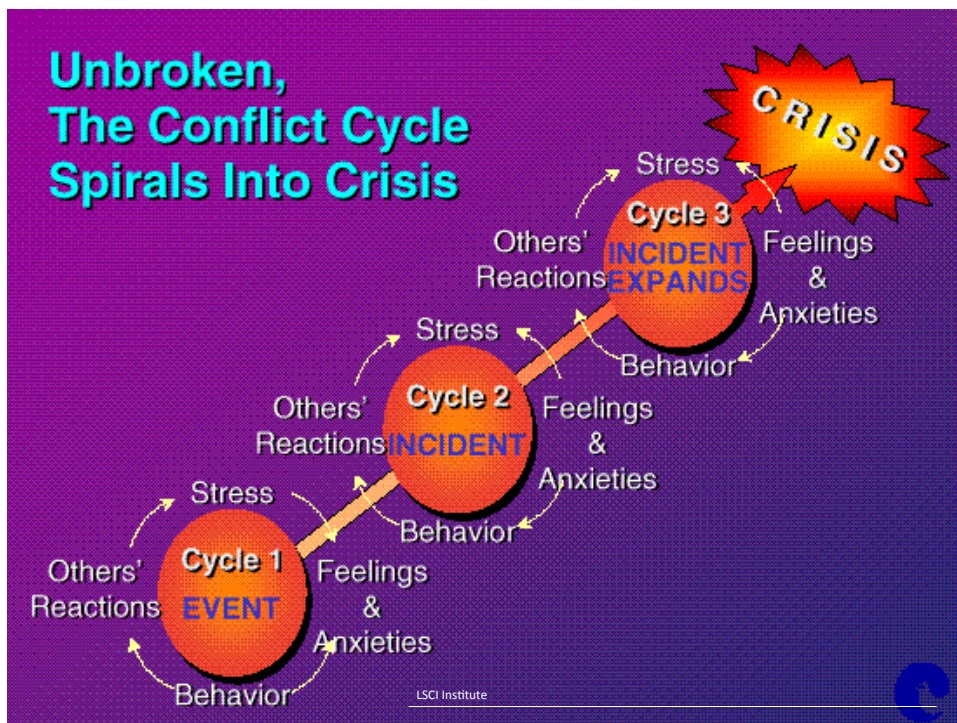 Unbroken,
The Conflict Cycle
Spirals Into Crisis
CRISIS
Stress
Cycle 3
INCIDENT
EXPANDS
Others’
Reactions
Feelings
&
Anxieties
Behavior
Stress
Cycle 2
INCIDENT
Others’
Reactions
Feelings
&
Anxieties
Behavior
Stress
Cycle 1
EVENT
Others’
Reactions
Feelings
&
Anxieties
Behavior
LSCI Institute